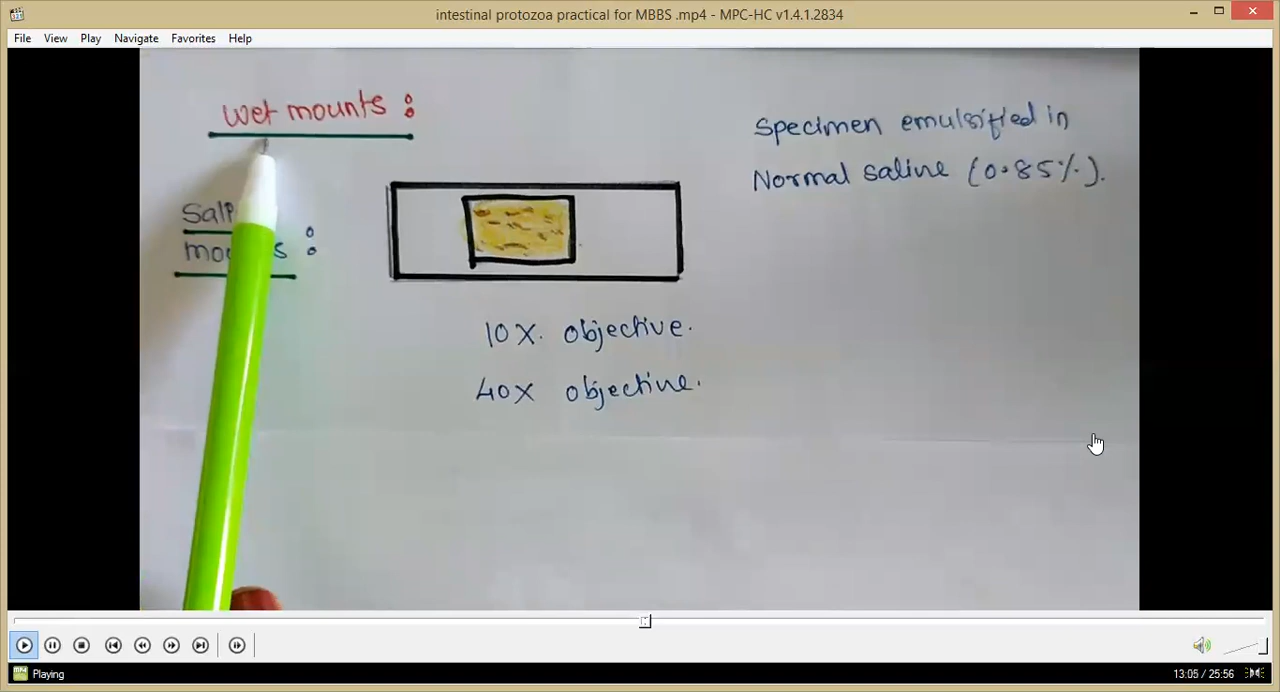 intestinal protozoa practical for MBBS .mp4 - MPC-HC v1.4.1.2834
File View Play Navigate Favorites Help
Wet mounts :
Specimen emulsified in
Normal saline (0.85%).
:
10X. objective.
40X objective.
Playing
13:05 / 25:56